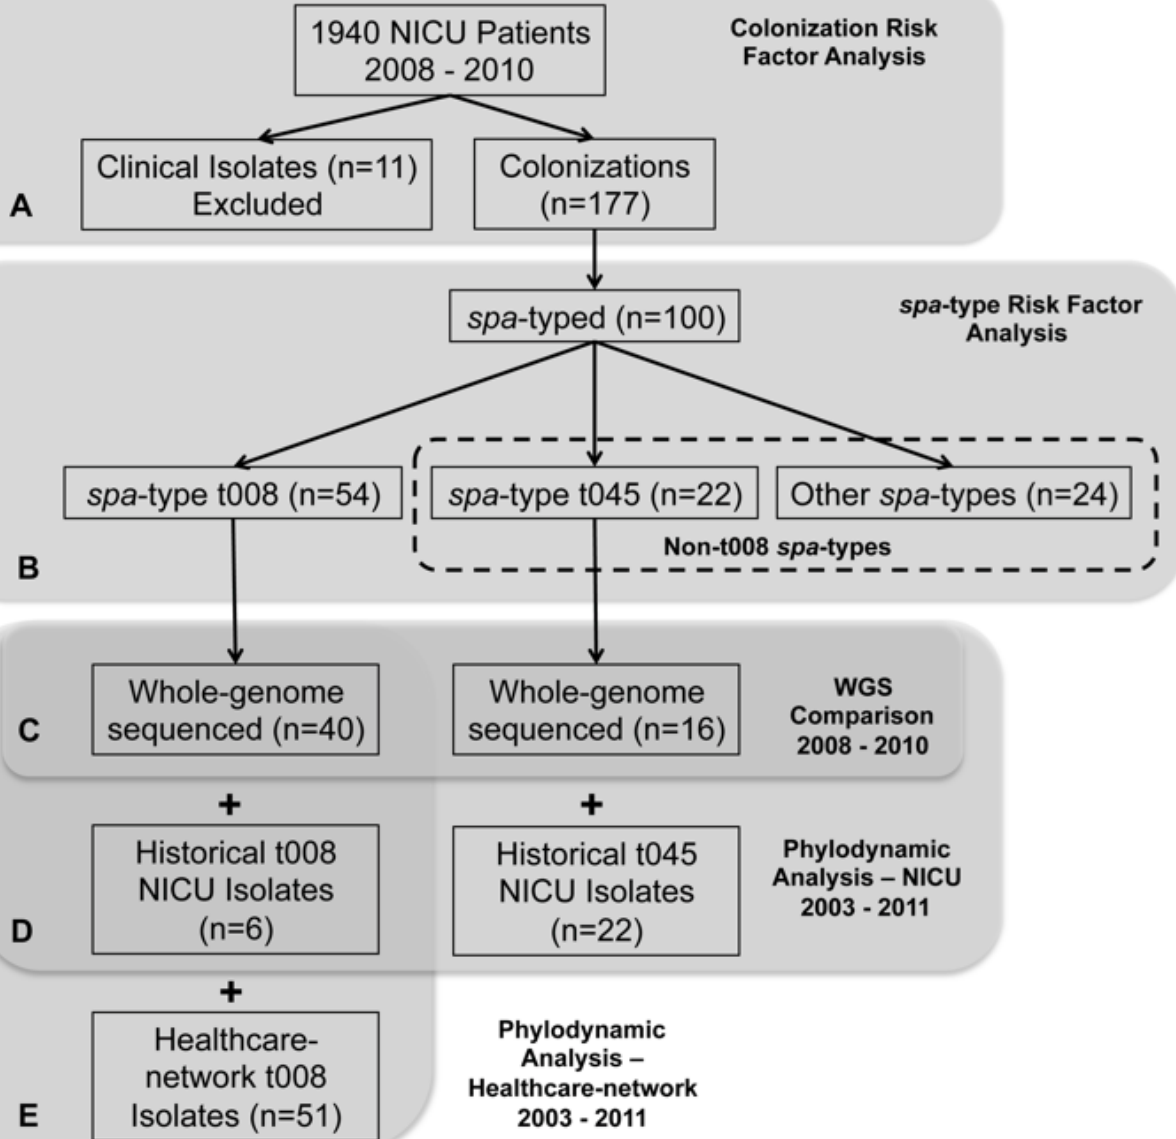 1940 NICU Patients
2008 - 2010
Colonization Risk
Factor Analysis
Clinical Isolates (n=11)
Excluded
Colonizations
(n=177)
A
spa-typed (n=100)
spa-type Risk Factor
Analysis
spa-type t008 (n=54)
spa-type t045 (n=22)
Other spa-types (n=24)
Non-t008 spa-types
B
Whole-genome
sequenced (n=40)
Whole-genome
sequenced (n=16)
WGS
Comparison
2008 - 2010
C
+
+
Historical t008
NICU Isolates
(n=6)
Historical t045
NICU Isolates
(n=22)
Phylodynamic
Analysis – NICU
2003 - 2011
D
+
Healthcare-
network t008
Isolates (n=51)
Phylodynamic
Analysis –
Healthcare-network
2003 - 2011
E